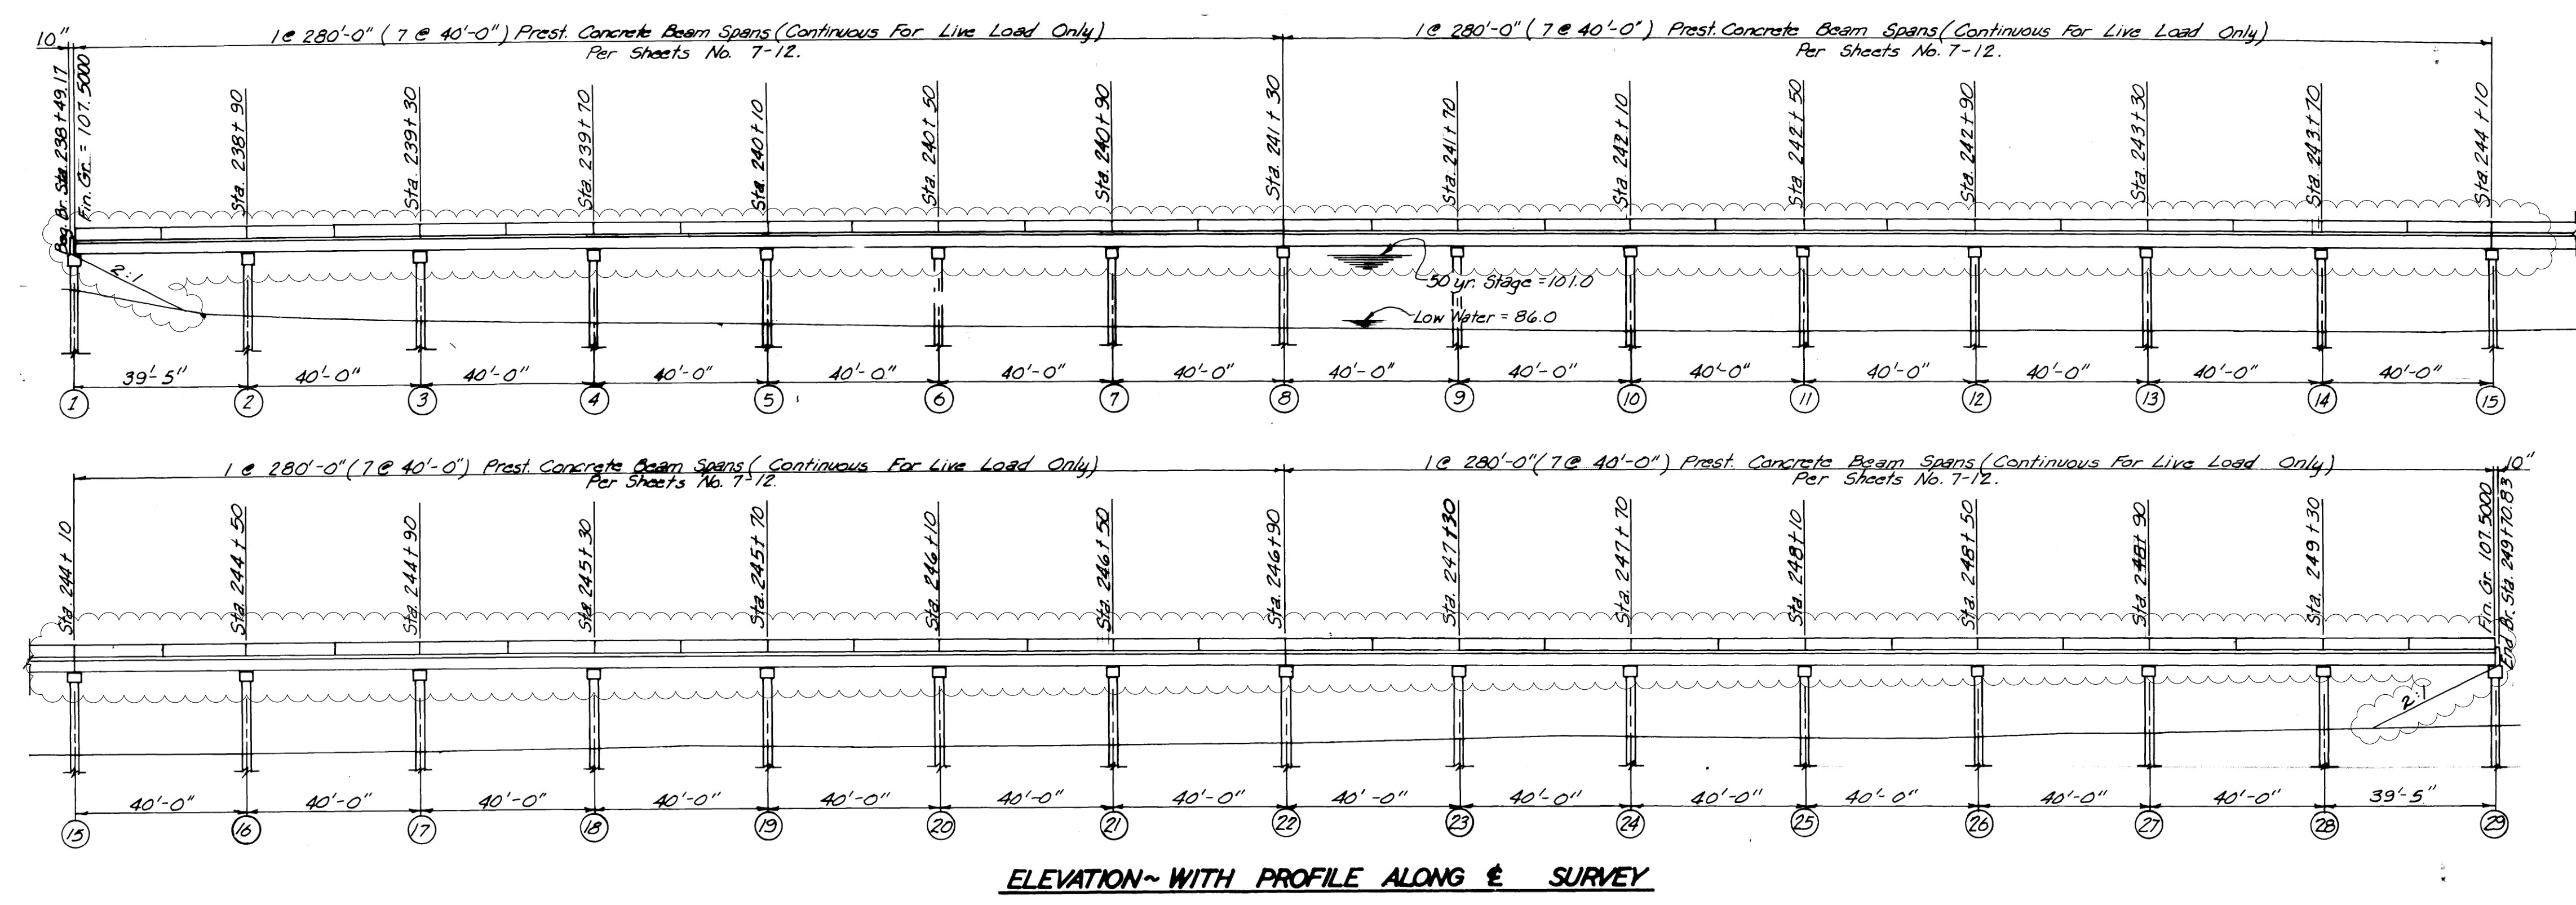 10"
1@ 280'-0" ( 7 @ 40'-0") Prest. Concrete Beam Spans (Continuous For Live Load Only)
Per Sheets No. 7-12.
1@ 280'-0" ( 7 @ 40'-0") Prest. Concrete Beam Spans (Continuous For Live Load Only)
Per Sheets No. 7-12.
Beg. Br. Sta. 238+49.17
Fin. Gr. = 107.5000
Sta. 238+90
Sta. 239+30
Sta. 239+70
Sta. 240+10
Sta. 240+50
Sta. 240+90
Sta. 241+30
Sta. 241+70
Sta. 242+10
Sta. 242+50
Sta. 242+90
Sta. 243+30
Sta. 243+70
Sta. 244+10
2:1
50 yr. Stage = 101.0
Low Water = 86.0
39'-5"
40'-0"
40'-0"
40'-0"
40'-0"
40'-0"
40'-0"
40'-0"
40'-0"
40'-0"
40'-0"
40'-0"
40'-0"
40'-0"
1
2
3
4
5
6
7
8
9
10
11
12
13
14
15
1 @ 280'-0" ( 7 @ 40'-0") Prest. Concrete Beam Spans ( Continuous For Live Load Only)
Per Sheets No. 7-12.
1@ 280'-0" ( 7 @ 40'-0") Prest. Concrete Beam Spans (Continuous For Live Load Only)
Per Sheets No. 7-12.
10"
Sta. 244+10
Sta. 244+50
Sta. 244+90
Sta. 245+30
Sta. 245+70
Sta. 246+10
Sta. 246+50
Sta. 246+90
Sta. 247+30
Sta. 247+70
Sta. 248+10
Sta. 248+50
Sta. 248+90
Sta. 249+30
Fin. Gr. 107.5000
End Br. Sta. 249+70.83
2:1
40'-0"
40'-0"
40'-0"
40'-0"
40'-0"
40'-0"
40'-0"
40'-0"
40'-0"
40'-0"
40'-0"
40'-0"
40'-0"
39'-5"
15
16
17
18
19
20
21
22
23
24
25
26
27
28
29
ELEVATION~ WITH PROFILE ALONG ℄ SURVEY